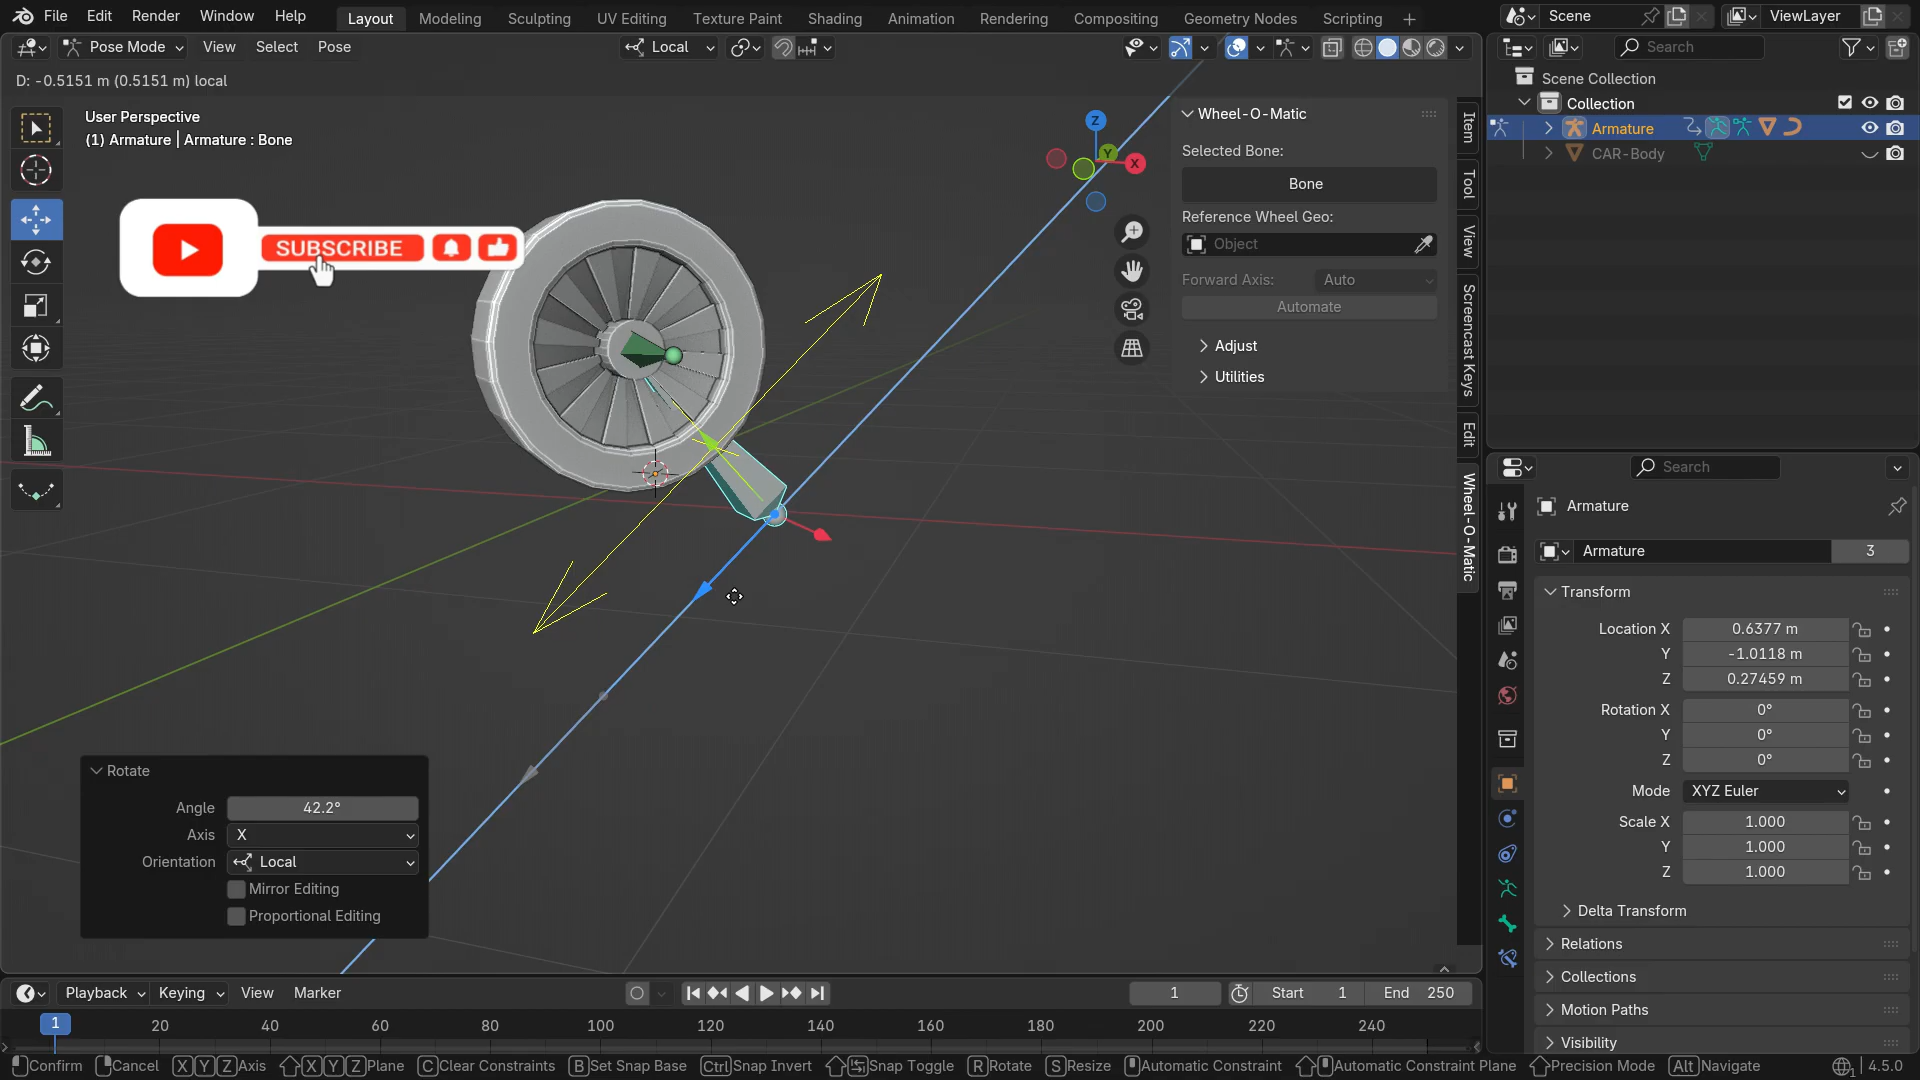 File Edit Render Window Help Layout Modeling Sculpting UV Editing Texture Paint Shading Animation Rendering Compositing Geometry Nodes Scripting + Scene ViewLayer
Pose Mode View Select Pose Local Search
D: -0.5151 m (0.5151 m) local
User Perspective
(1) Armature | Armature : Bone
SUBSCRIBE
Z
Y
X
Wheel-O-Matic
Selected Bone:
Bone
Reference Wheel Geo:
Object
Forward Axis: Auto
Automate
Adjust
Utilities
Item
Tool
View
Screencast Keys
Edit
Wheel-O-Matic
Scene Collection
Collection
Armature
CAR-Body
Search
Armature
Armature 3
Transform
Location X 0.6377 m
Y -1.0118 m
Z 0.27459 m
Rotation X 0°
Y 0°
Z 0°
Mode XYZ Euler
Scale X 1.000
Y 1.000
Z 1.000
Delta Transform
Relations
Collections
Motion Paths
Visibility
Rotate
Angle 42.2°
Axis X
Orientation Local
Mirror Editing
Proportional Editing
Playback Keying View Marker 1 Start 1 End 250
1 20 40 60 80 100 120 140 160 180 200 220 240
Confirm Cancel X Y Z Axis X Y Z Plane C Clear Constraints B Set Snap Base Ctrl Snap Invert Snap Toggle R Rotate S Resize Automatic Constraint Automatic Constraint Plane Precision Mode Alt Navigate 4.5.0